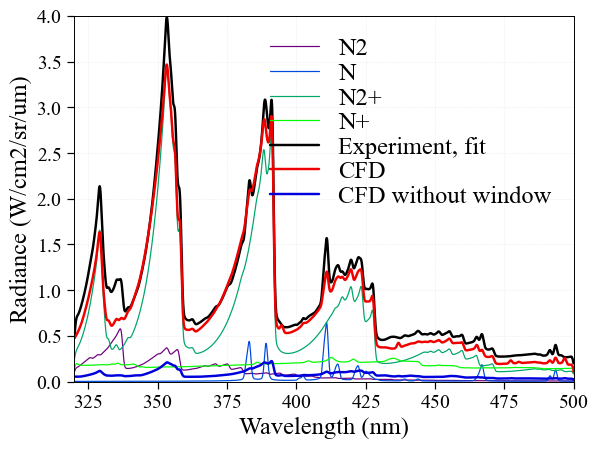 4.0
3.5
3.0
2.5
2.0
1.5
1.0
0.5
0.0
Radiance (W/cm2/sr/um)
N2
N
N2+
N+
Experiment, fit
CFD
CFD without window
325 350 375 400 425 450 475 500
Wavelength (nm)